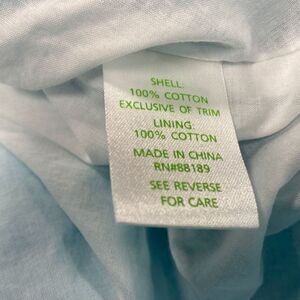 SHELL:
100% COTTON
EXCLUSIVE OF TRIM
LINING:
100% COTTON
MADE IN CHINA
RN#88189
SEE REVERSE
FOR CARE